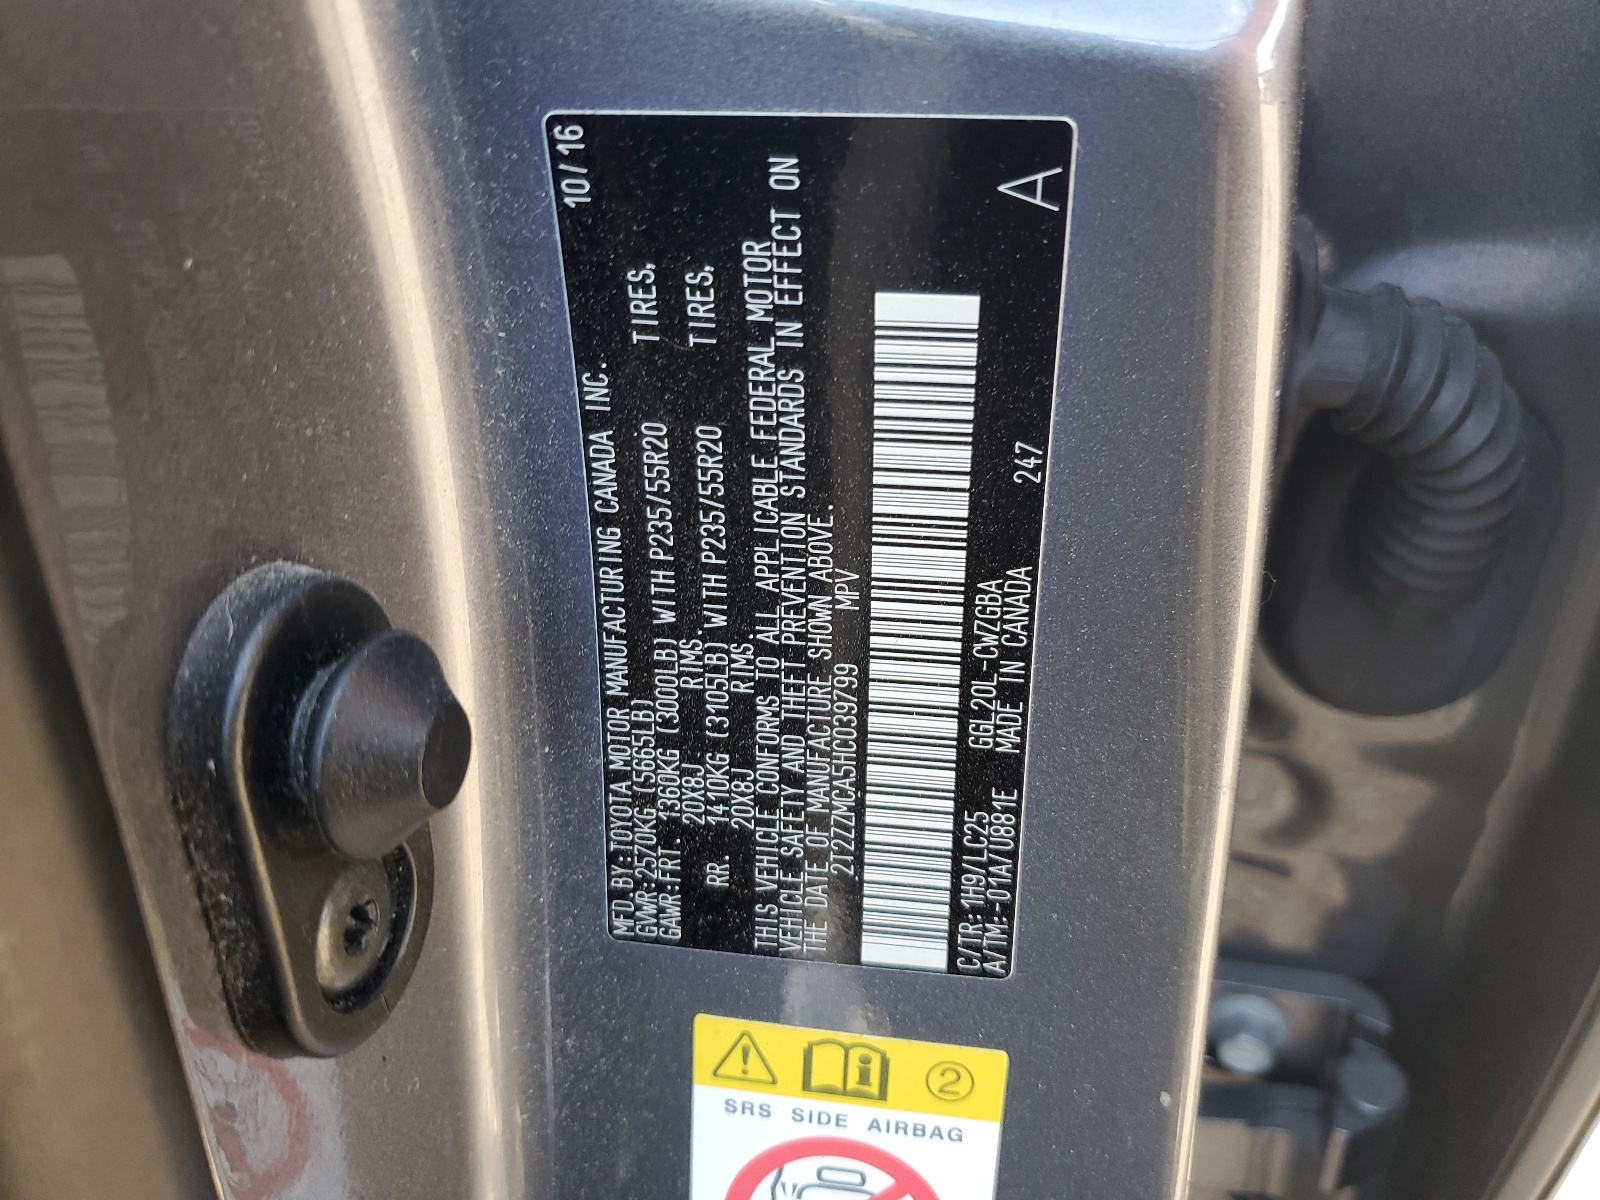 MFD.BY:TOYOTA MOTOR MANUFACTURING CANADA INC. 10/16
GVWR:2570KG (5665LB)
GAWR:FRT 1360KG (3000LB) WITH P235/55R20 TIRES,
20X8J RIMS.
RR. 1410KG (3105LB) WITH P235/55R20 TIRES,
20X8J RIMS.
THIS VEHICLE CONFORMS TO ALL APPLICABLE FEDERAL MOTOR
VEHICLE SAFETY AND THEFT PREVENTION STANDARDS IN EFFECT ON
THE DATE OF MANUFACTURE SHOWN ABOVE.
2T2ZZMCA5HC039799 MPV
C/TR:1H9/LC25 GGL20L-CWZGBA
A/TM:-01A/U881E MADE IN CANADA 247 A
2
SRS SIDE AIRBAG